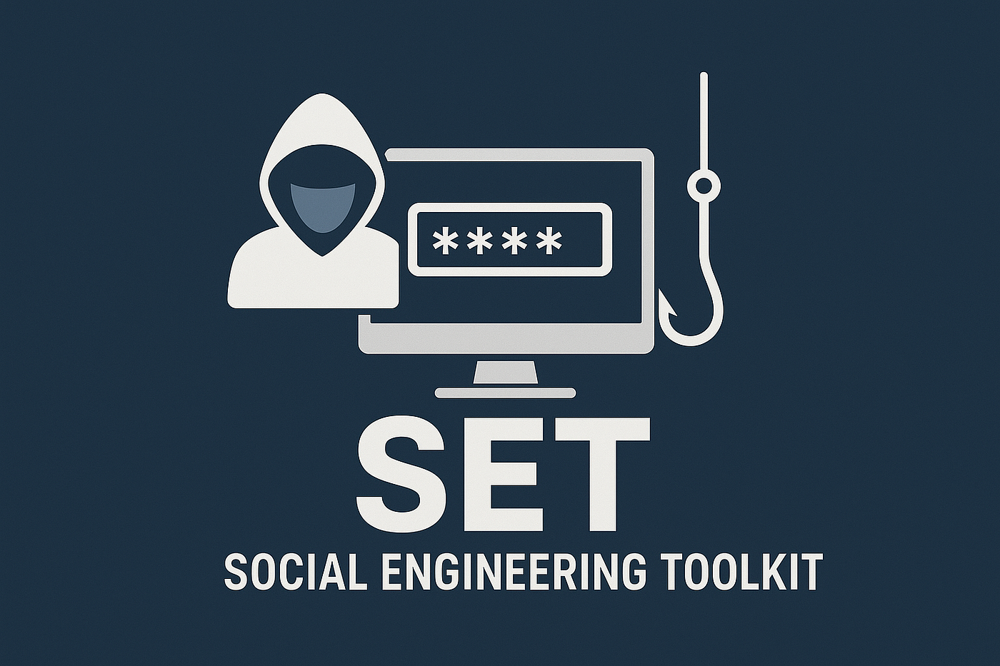 ****
SET
SOCIAL ENGINEERING TOOLKIT